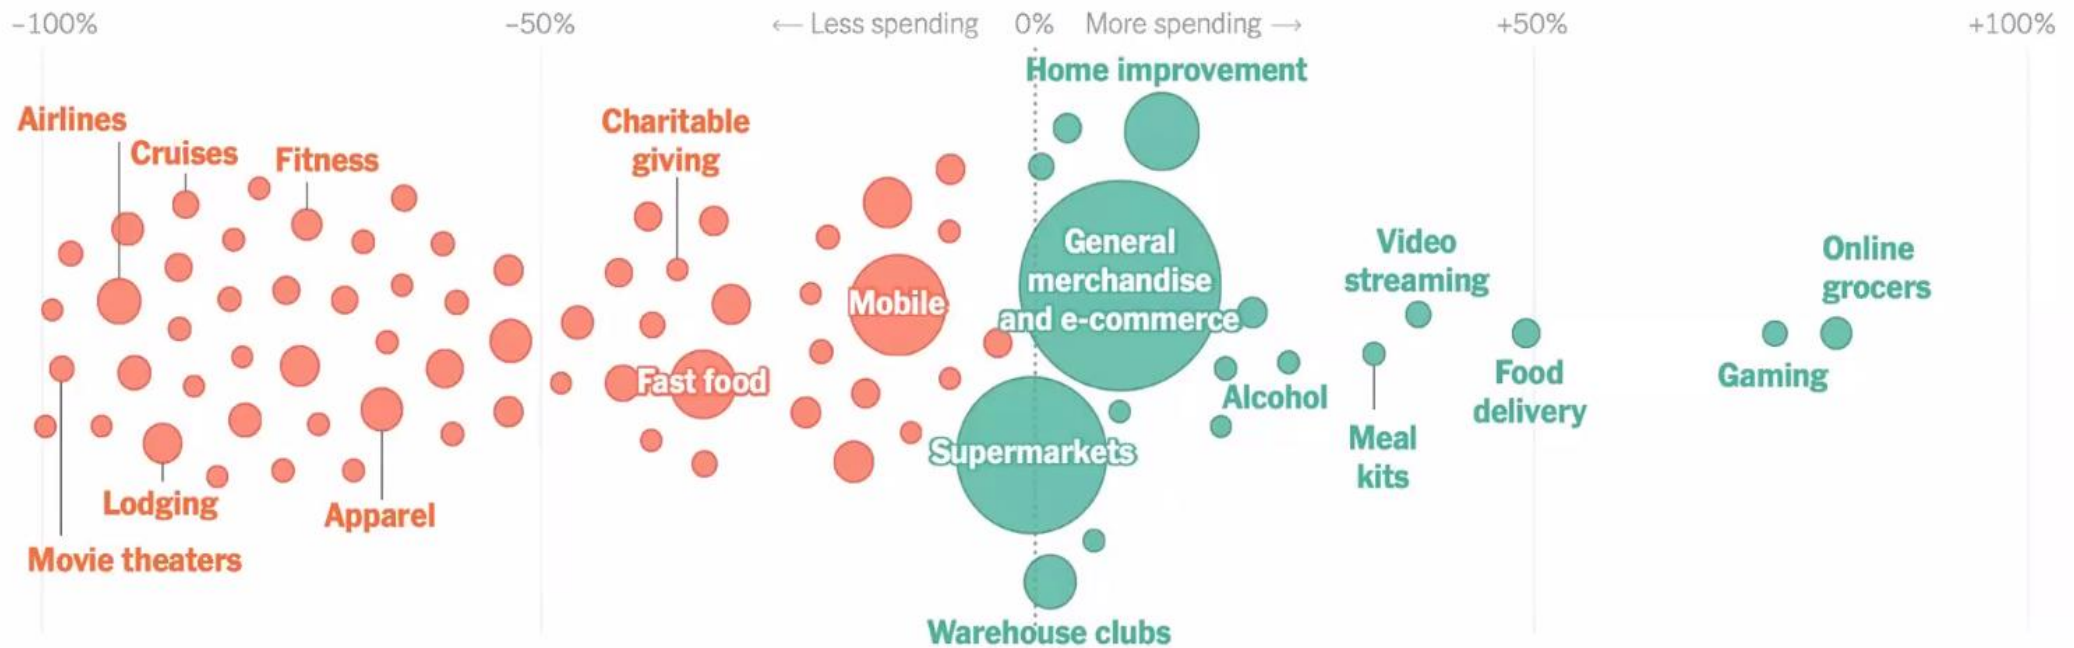 −100%
−50%
← Less spending
0%
More spending →
+50%
+100%
Home improvement
Airlines
Cruises
Fitness
Charitable
giving
General
merchandise
and e-commerce
Video
streaming
Online
grocers
Mobile
Fast food
Alcohol
Food
delivery
Gaming
Meal
kits
Supermarkets
Lodging
Apparel
Movie theaters
Warehouse clubs